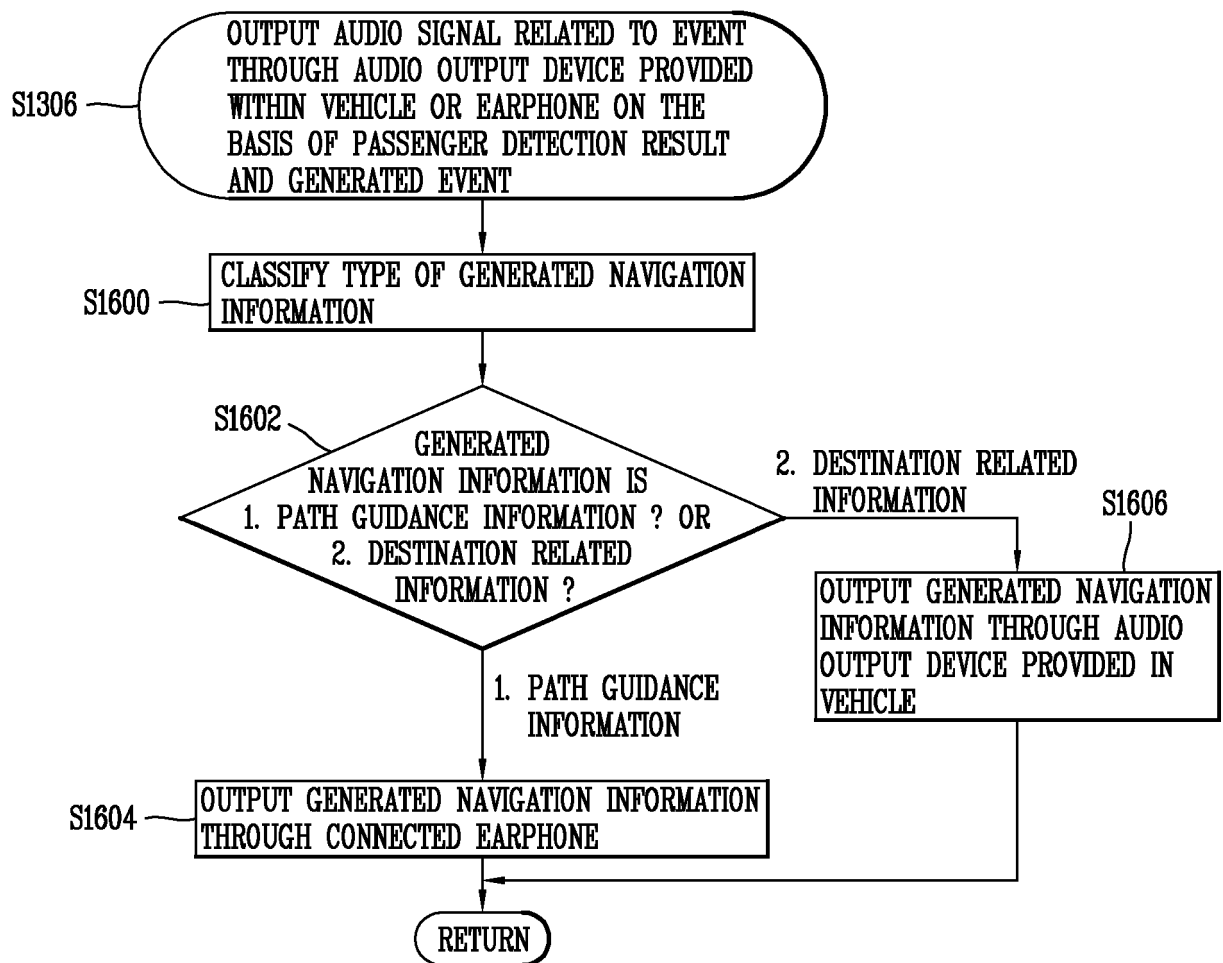 OUTPUT AUDIO SIGNAL RELATED TO EVENT
THROUGH AUDIO OUTPUT DEVICE PROVIDED
WITHIN VEHICLE OR EARPHONE ON THE
BASIS OF PASSENGER DETECTION RESULT
AND GENERATED EVENT
S1306
CLASSIFY TYPE OF GENERATED NAVIGATION
INFORMATION
S1600
S1602
GENERATED
NAVIGATION INFORMATION IS
1. PATH GUIDANCE INFORMATION ? OR
2. DESTINATION RELATED
INFORMATION ?
2. DESTINATION RELATED
INFORMATION
S1606
OUTPUT GENERATED NAVIGATION
INFORMATION THROUGH AUDIO
OUTPUT DEVICE PROVIDED IN
VEHICLE
1. PATH GUIDANCE
INFORMATION
S1604
OUTPUT GENERATED NAVIGATION INFORMATION
THROUGH CONNECTED EARPHONE
RETURN